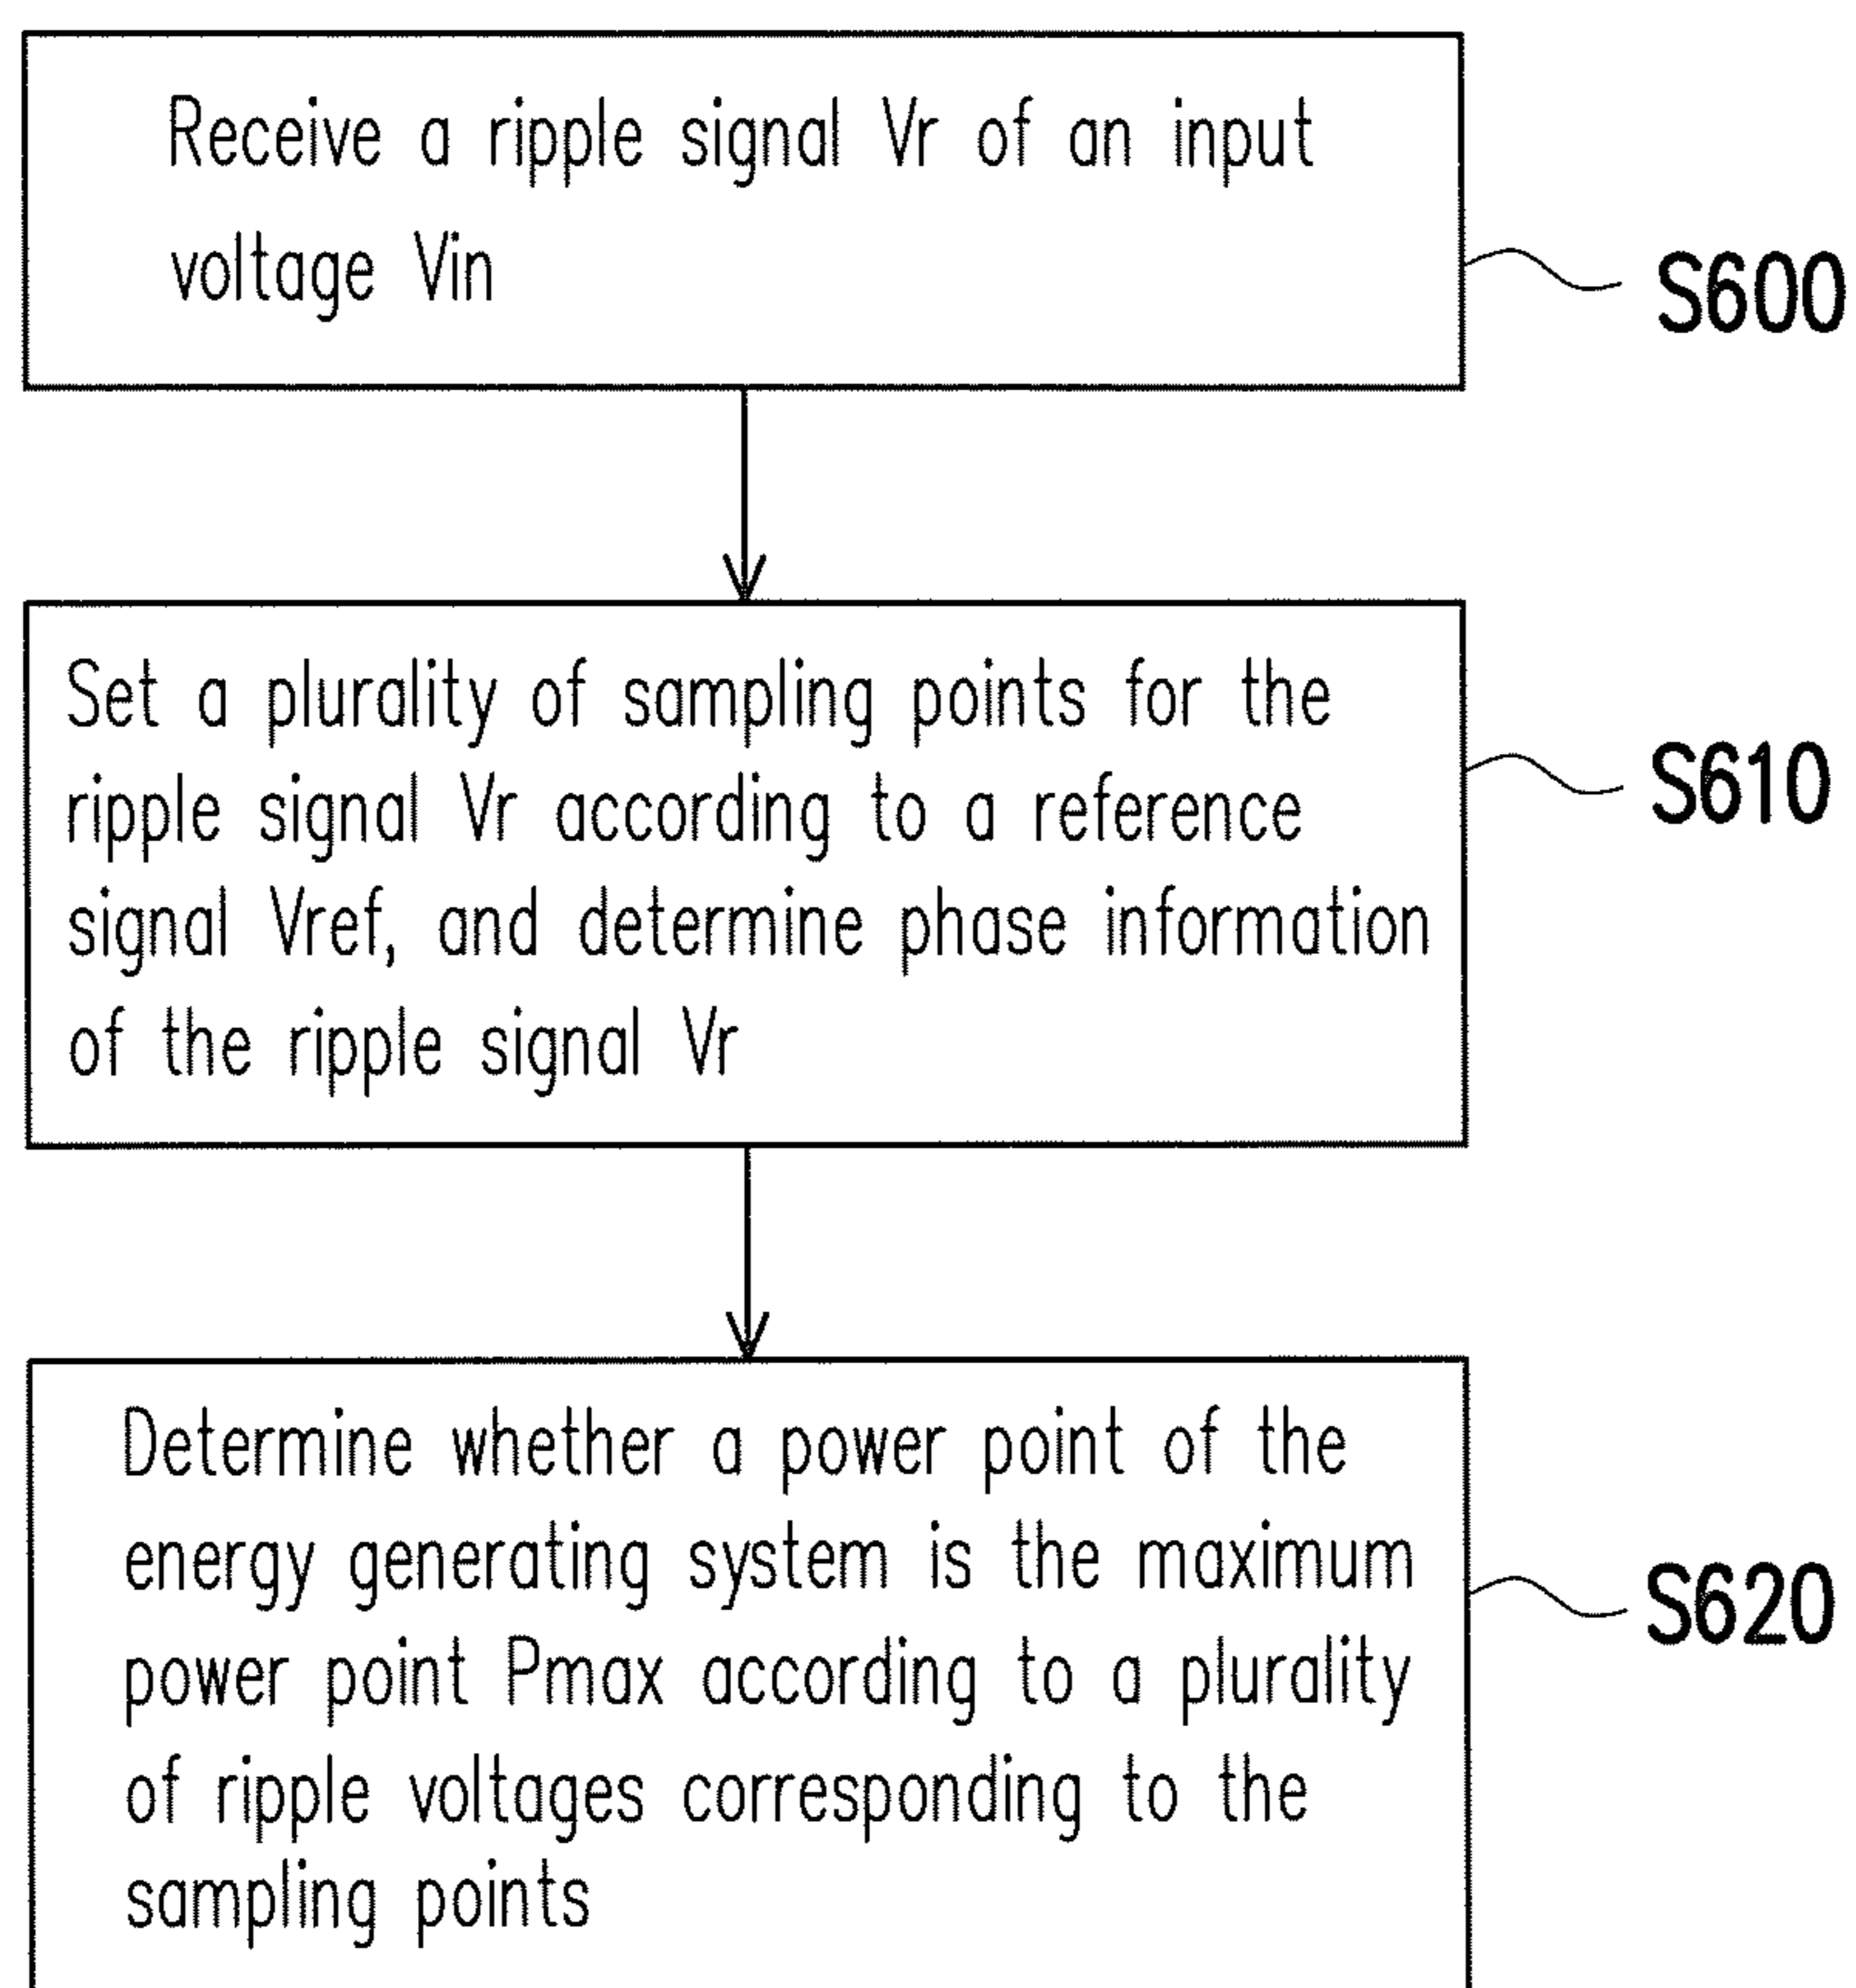 Receive a ripple signal Vr of an input
voltage Vin
S600
Set a plurality of sampling points for the
ripple signal Vr according to a reference
signal Vref, and determine phase information
of the ripple signal Vr
S610
Determine whether a power point of the
energy generating system is the maximum
power point Pmax according to a plurality
of ripple voltages corresponding to the
sampling points
S620